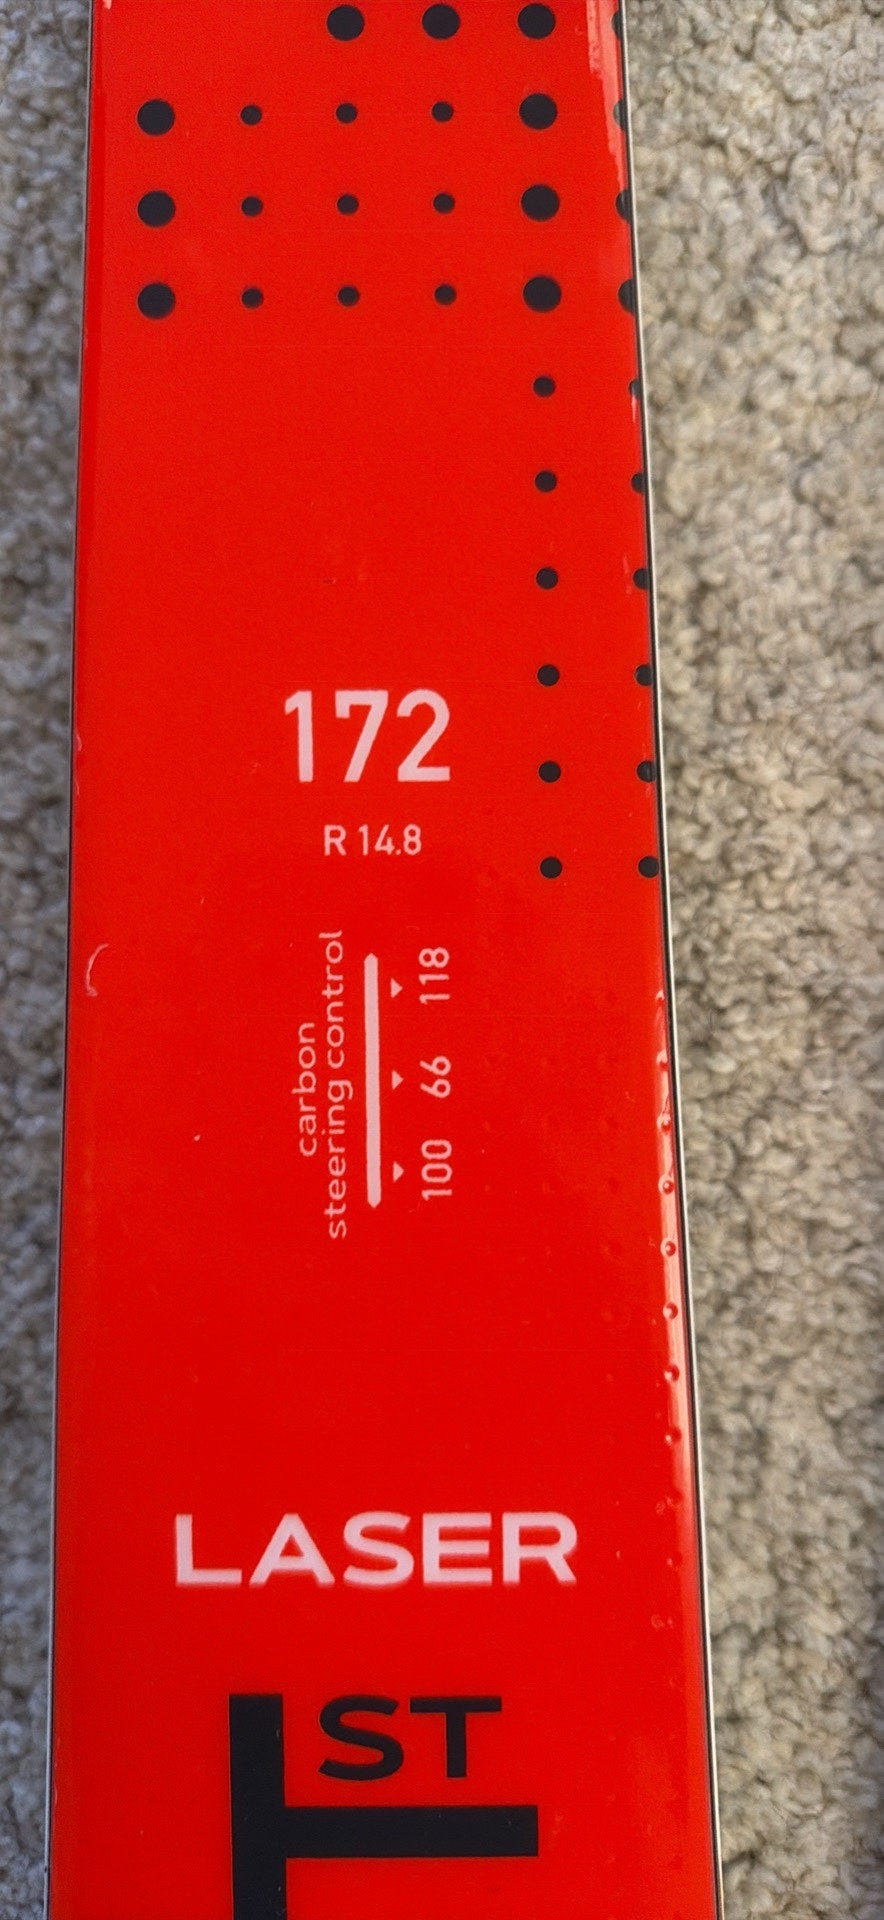 172
R 14.8
carbon
steering control
100 66 118
LASER
ST